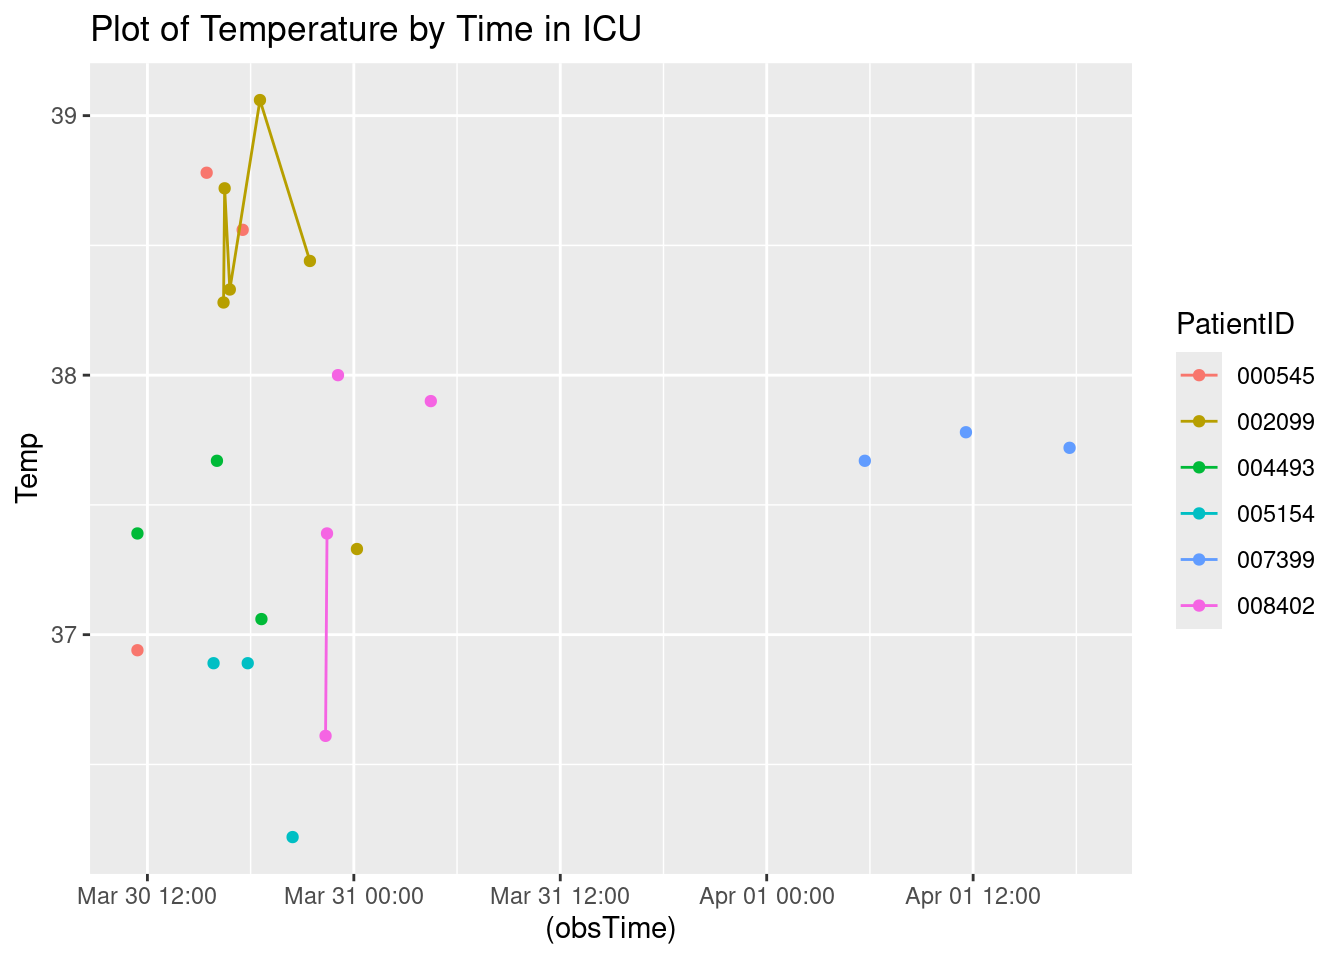 Plot of Temperature by Time in ICU
39
38
37
Temp
Mar 30 12:00 Mar 31 00:00 Mar 31 12:00 Apr 01 00:00 Apr 01 12:00
(obsTime)
PatientID
000545
002099
004493
005154
007399
008402